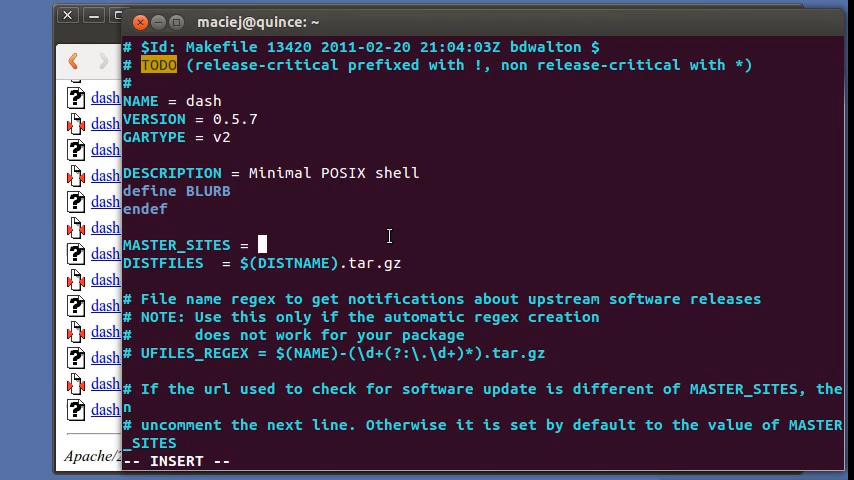 maciej@quince: ~
# $Id: Makefile 13420 2011-02-20 21:04:03Z bdwalton $
# TODO (release-critical prefixed with !, non release-critical with *)
#
NAME = dash
VERSION = 0.5.7
GARTYPE = v2
DESCRIPTION = Minimal POSIX shell
define BLURB
endef
MASTER_SITES =
DISTFILES  = $(DISTNAME).tar.gz
# File name regex to get notifications about upstream software releases
# NOTE: Use this only if the automatic regex creation
#       does not work for your package
# UFILES_REGEX = $(NAME)-(\d+(?:\.\d+)*).tar.gz
# If the url used to check for software update is different of MASTER_SITES, the
n
# uncomment the next line. Otherwise it is set by default to the value of MASTER
_SITES
-- INSERT --
dash
dash
dash
dash
dash
dash
dash
dash
dash
dash
dash
dash
dash
Apache/2